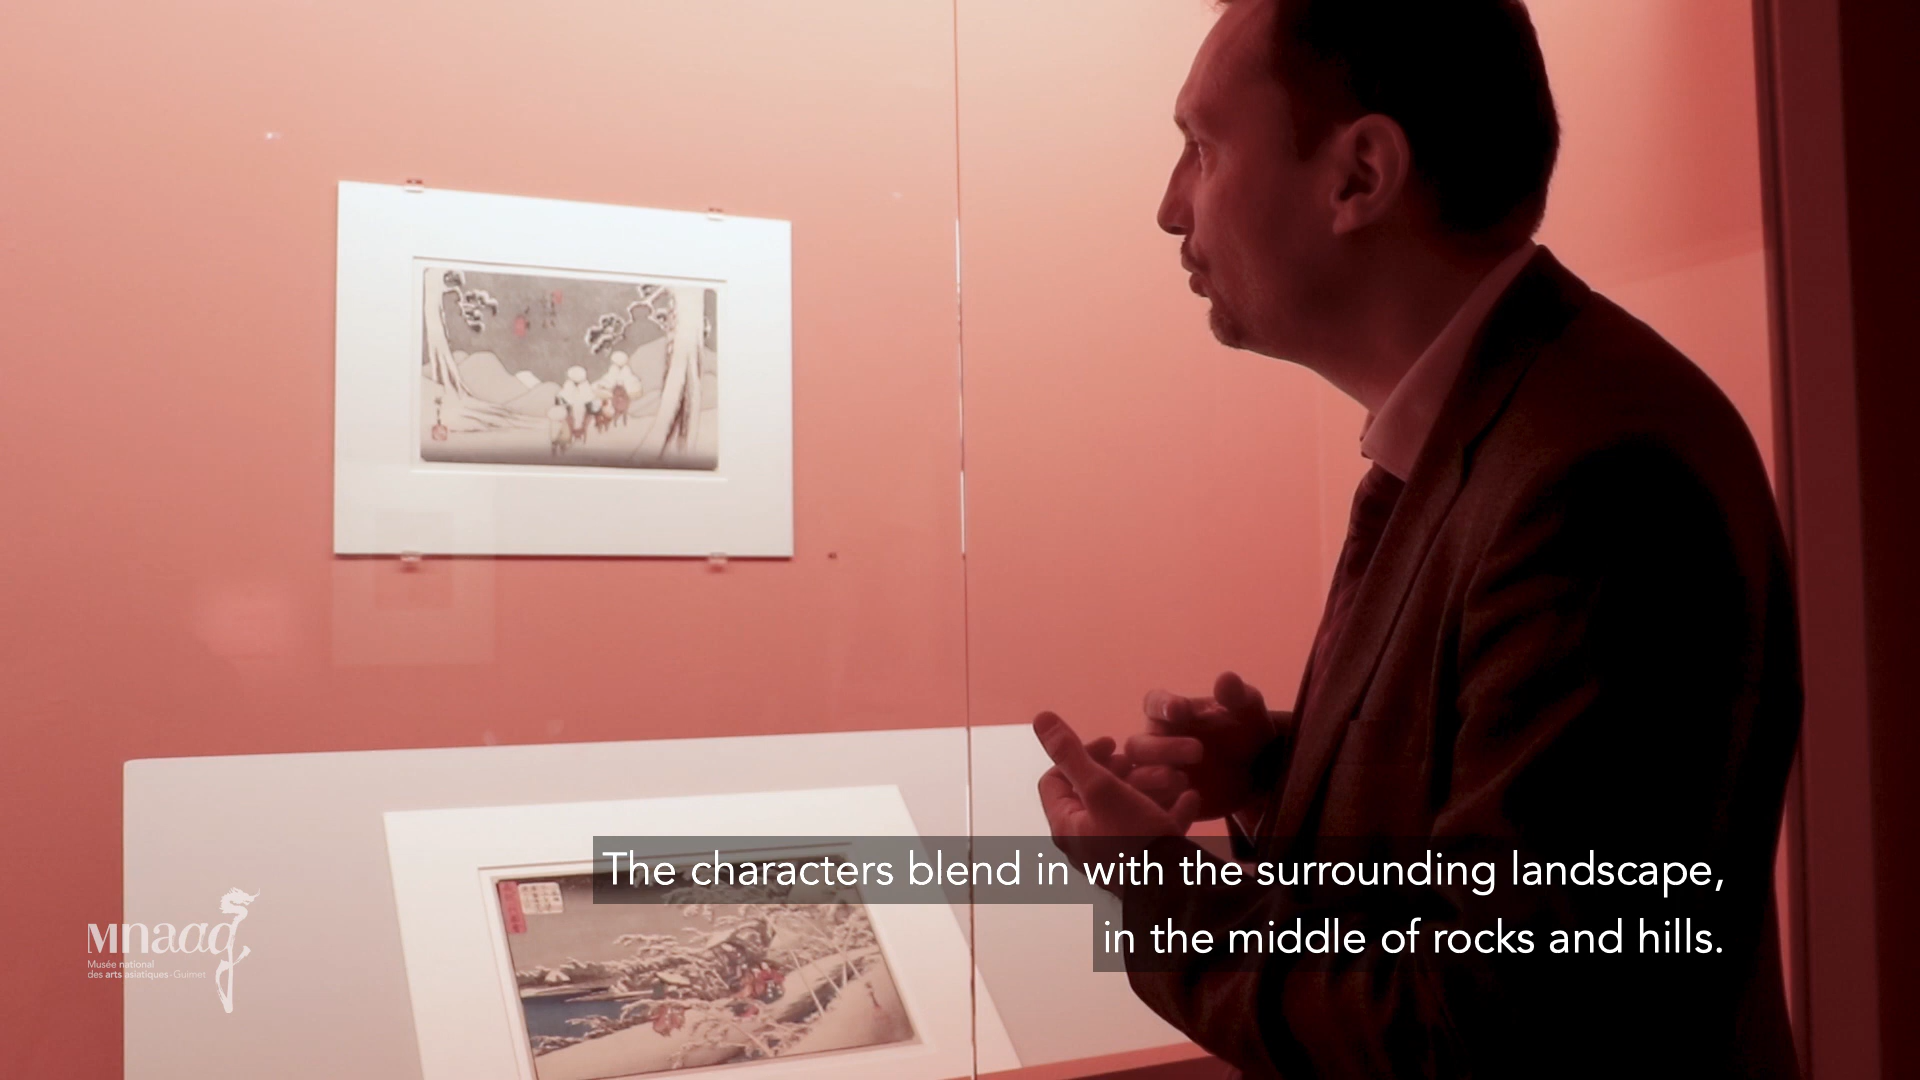 The characters blend in with the surrounding landscape,
in the middle of rocks and hills.
mnaag
Musée national
des arts asiatiques - Guimet